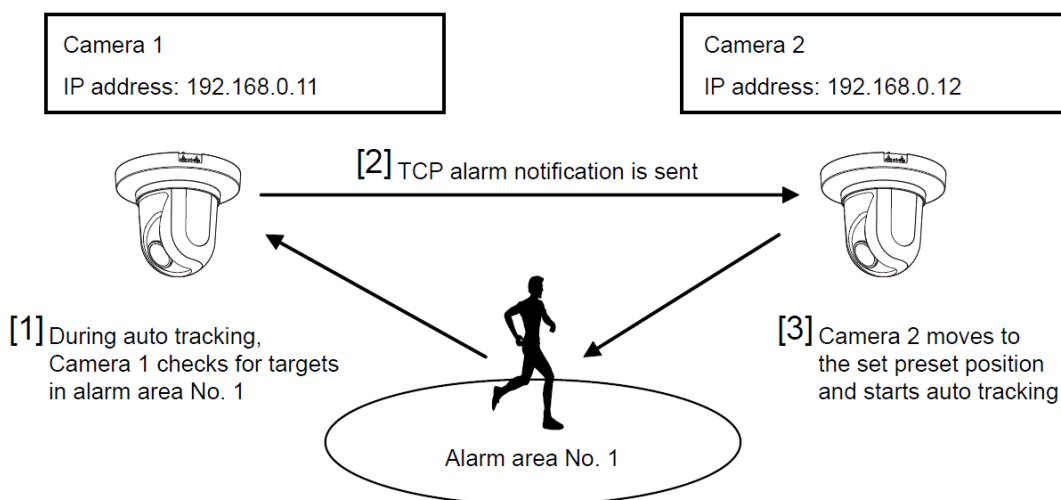 Camera 1
IP address: 192.168.0.11
Camera 2
IP address: 192.168.0.12
[2] TCP alarm notification is sent
[1] During auto tracking,
Camera 1 checks for targets
in alarm area No. 1
[3] Camera 2 moves to
the set preset position
and starts auto tracking
Alarm area No. 1